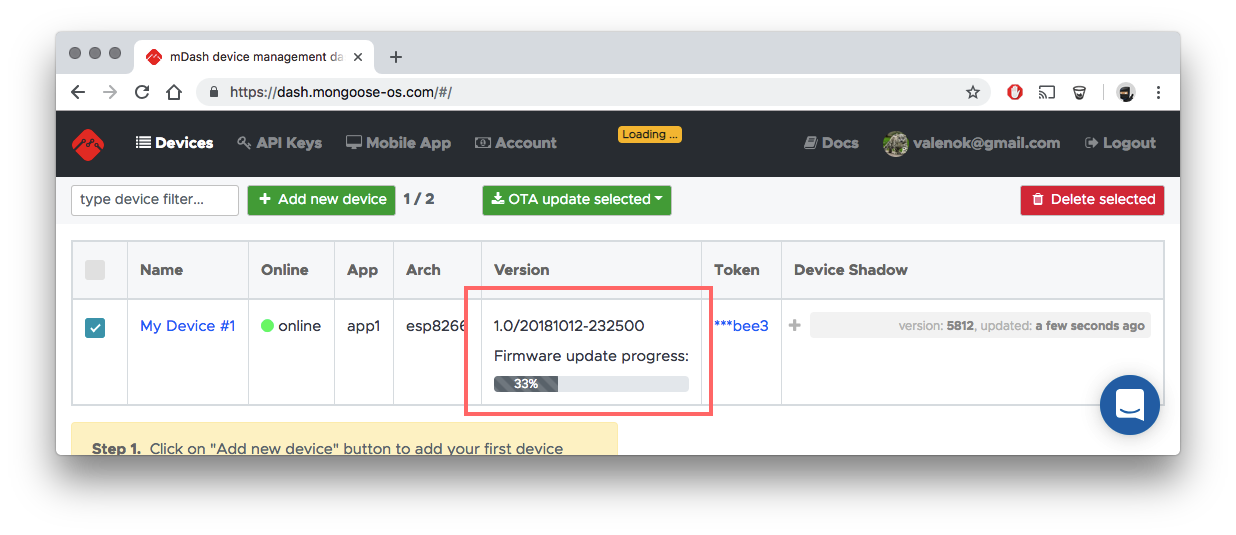 mDash device management da
https://dash.mongoose-os.com/#/
Devices API Keys Mobile App Account Loading ... Docs valenok@gmail.com Logout
type device filter... + Add new device 1 / 2 OTA update selected Delete selected
Name Online App Arch Version Token Device Shadow
My Device #1 online app1 esp8266 1.0/20181012-232500 ***bee3 + version: 5812, updated: a few seconds ago
Firmware update progress:
33%
Step 1. Click on "Add new device" button to add your first device